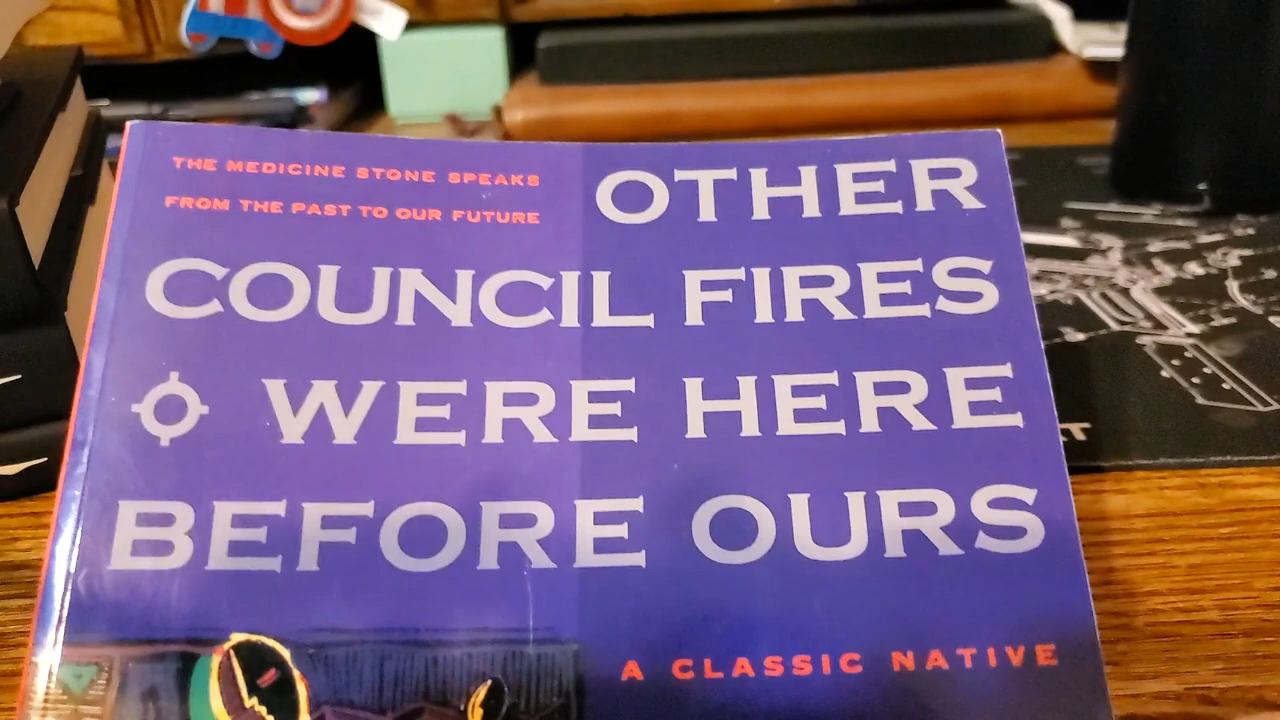 THE MEDICINE STONE SPEAKS
FROM THE PAST TO OUR FUTURE
OTHER
COUNCIL FIRES
WERE HERE
BEFORE OURS
A CLASSIC NATIVE